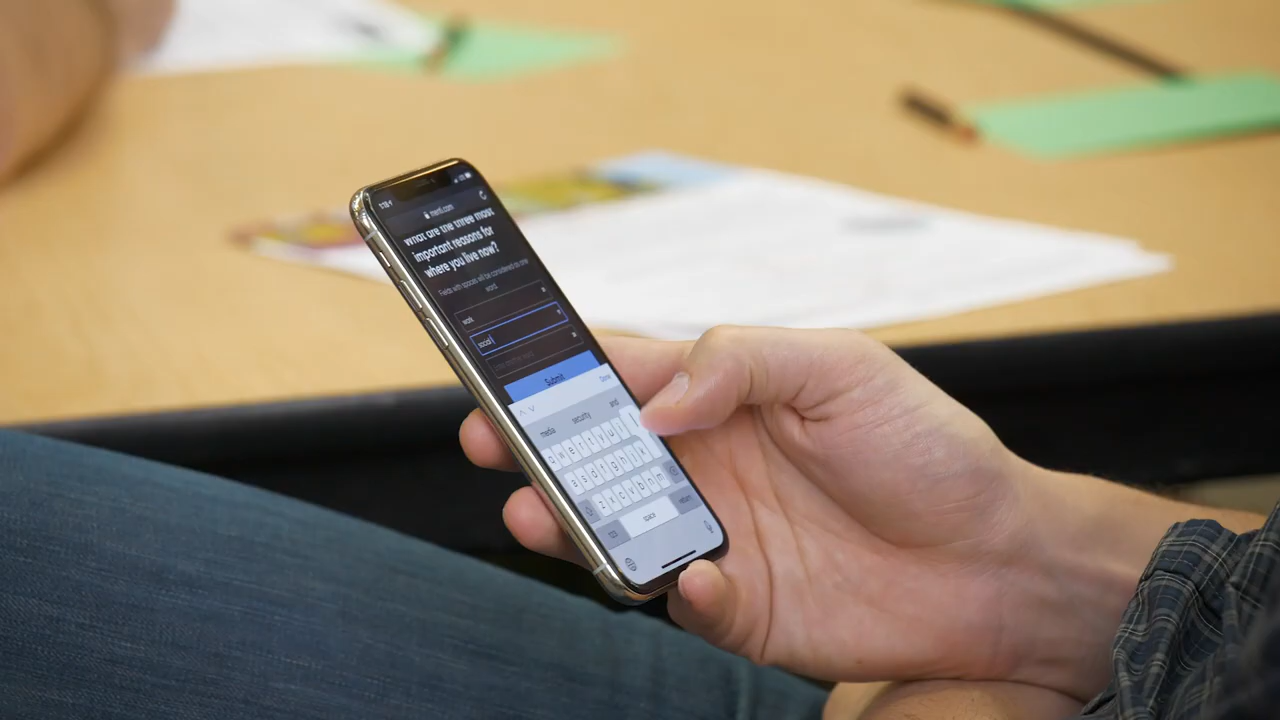 menti.com
What are the three most
important reasons for
where you live now?
Fields with spaces will be considered as one
word
work
social
Submit
Done
media security and
q w e r t y u i
a s d f g h j k
z x c v b n m
123 space return